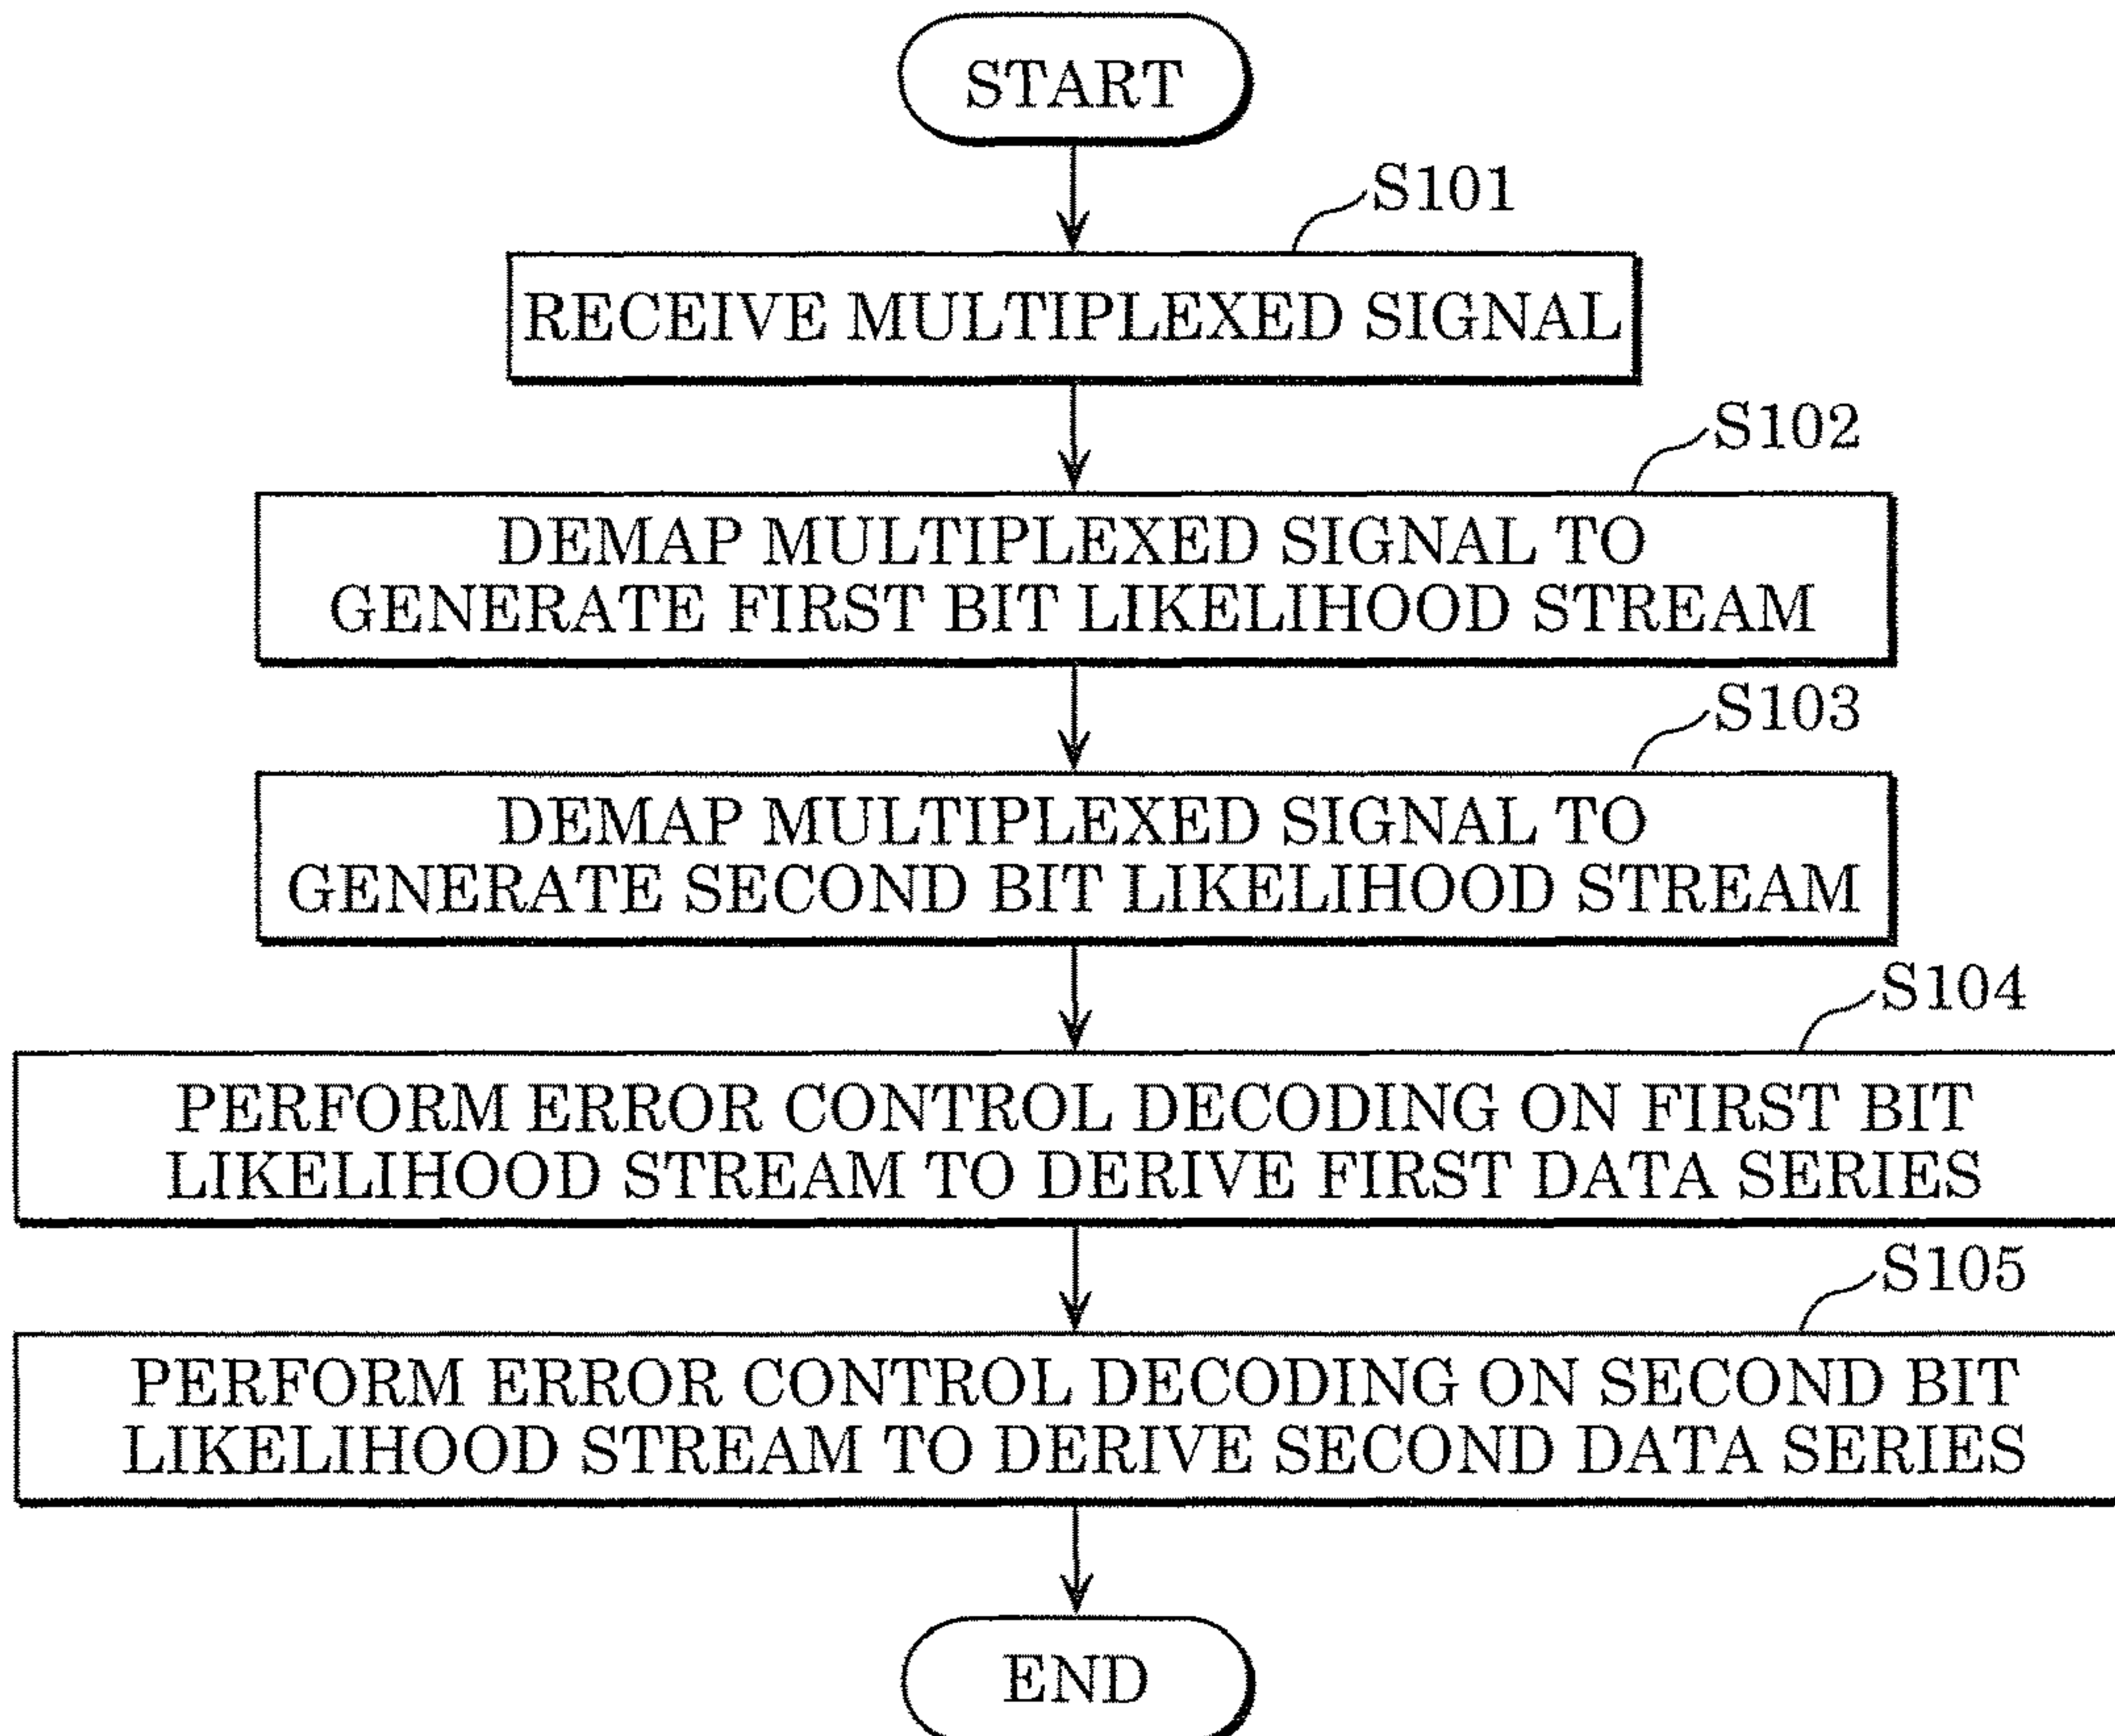 START
S101
RECEIVE MULTIPLEXED SIGNAL
S102
DEMAP MULTIPLEXED SIGNAL TO
GENERATE FIRST BIT LIKELIHOOD STREAM
S103
DEMAP MULTIPLEXED SIGNAL TO
GENERATE SECOND BIT LIKELIHOOD STREAM
S104
PERFORM ERROR CONTROL DECODING ON FIRST BIT
LIKELIHOOD STREAM TO DERIVE FIRST DATA SERIES
S105
PERFORM ERROR CONTROL DECODING ON SECOND BIT
LIKELIHOOD STREAM TO DERIVE SECOND DATA SERIES
END